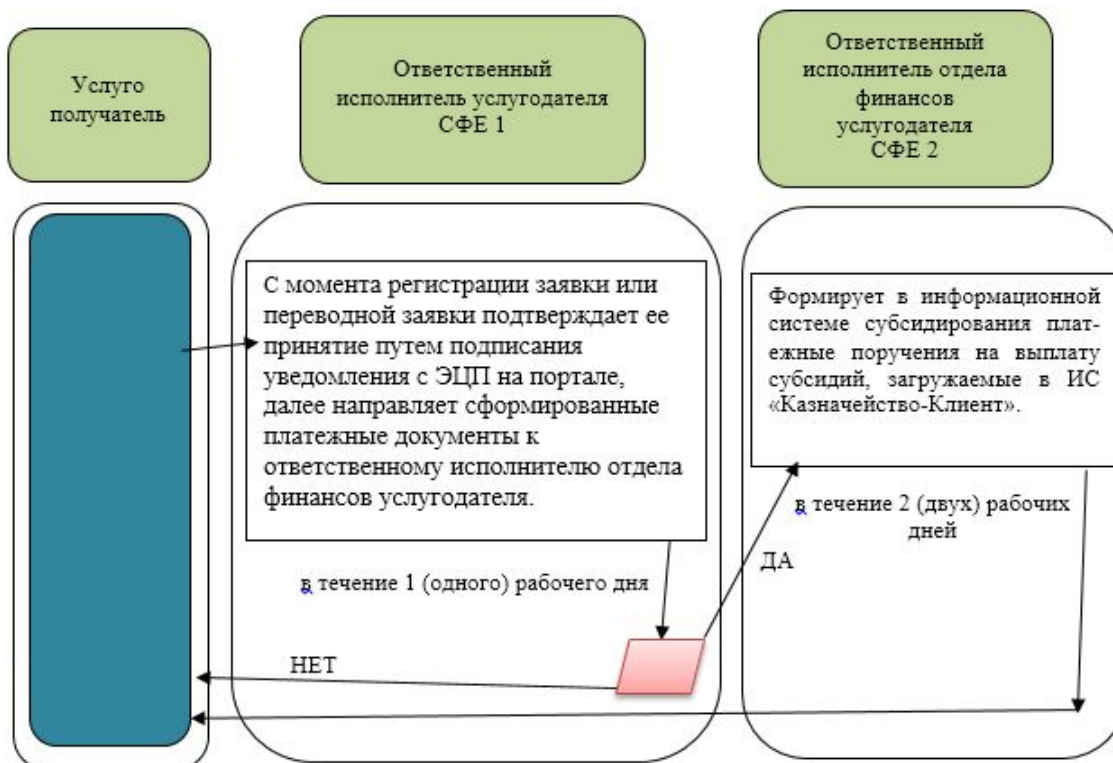 Услуго
получатель
Ответственный
исполнитель услугодателя
СФЕ 1
Ответственный
исполнитель отдела
финансов
услугодателя
СФЕ 2
С момента регистрации заявки или
переводной заявки подтверждает ее
принятие путем подписания
уведомления с ЭЦП на портале,
далее направляет сформированные
платежные документы к
ответственному исполнителю отдела
финансов услугодателя.
Формирует в информационной
системе субсидирования плат-
ежные поручения на выплату
субсидий, загружаемые в ИС
«Казначейство-Клиент».
в течение 2 (двух) рабочих
дней
ДА
в течение 1 (одного) рабочего дня
НЕТ